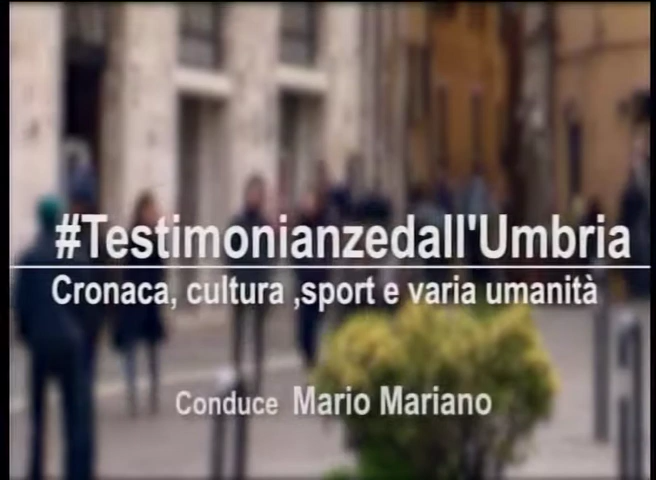 #Testimonianzedall'Umbria
Cronaca, cultura ,sport e varia umanità
Conduce Mario Mariano